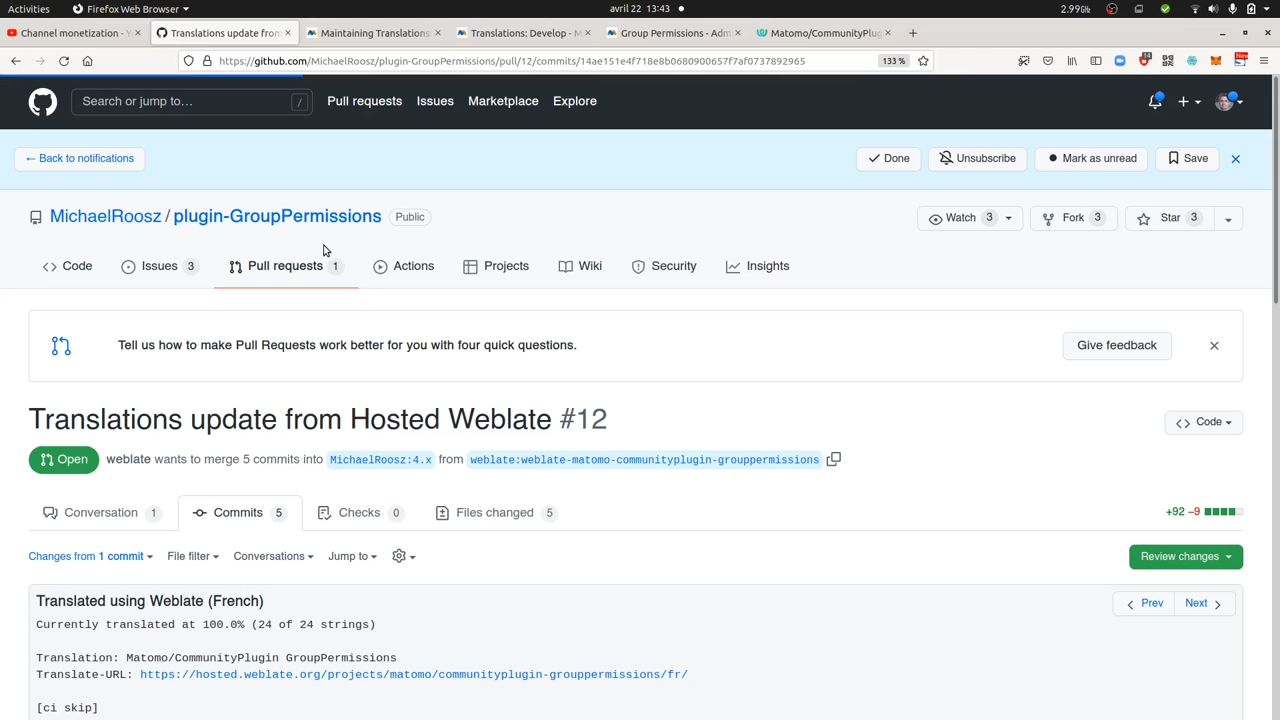 Activities Firefox Web Browser avril 22 13:43 2.99GHz
Channel monetization - Y Translations update from Maintaining Translations: Translations: Develop - M Group Permissions - Adm Matomo/CommunityPlug
https://github.com/MichaelRoosz/plugin-GroupPermissions/pull/12/commits/14ae151e4f718e8b0680900657f7af0737892967 133 %
Search or jump to… / Pull requests Issues Marketplace Explore
← Back to notifications Done Unsubscribe Mark as unread Save
MichaelRoosz / plugin-GroupPermissions Public Watch 3 Fork 3 Star 3
Code Issues 3 Pull requests 1 Actions Projects Wiki Security Insights
Tell us how to make Pull Requests work better for you with four quick questions. Give feedback
Translations update from Hosted Weblate #12 Code
Open weblate wants to merge 5 commits into MichaelRoosz:4.x from weblate:weblate-matomo-communityplugin-grouppermissions
Conversation 1 Commits 5 Checks 0 Files changed 5 +92 −9
Changes from 1 commit File filter Conversations Jump to Review changes
Translated using Weblate (French) Prev Next
Currently translated at 100.0% (24 of 24 strings)
Translation: Matomo/CommunityPlugin GroupPermissions
Translate-URL: https://hosted.weblate.org/projects/matomo/communityplugin-grouppermissions/fr/
[ci skip]